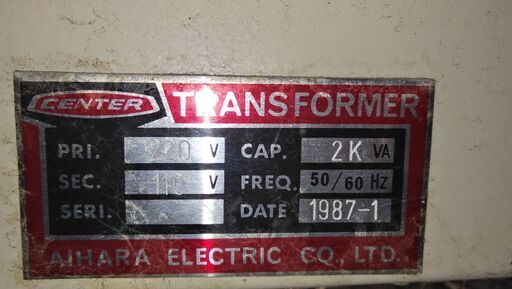 CENTER TRANSFORMER
PRI. 220 V CAP. 2K VA
SEC. 110 V FREQ. 50/60 Hz
SERI. DATE 1987-1
AIHARA ELECTRIC CO., LTD.